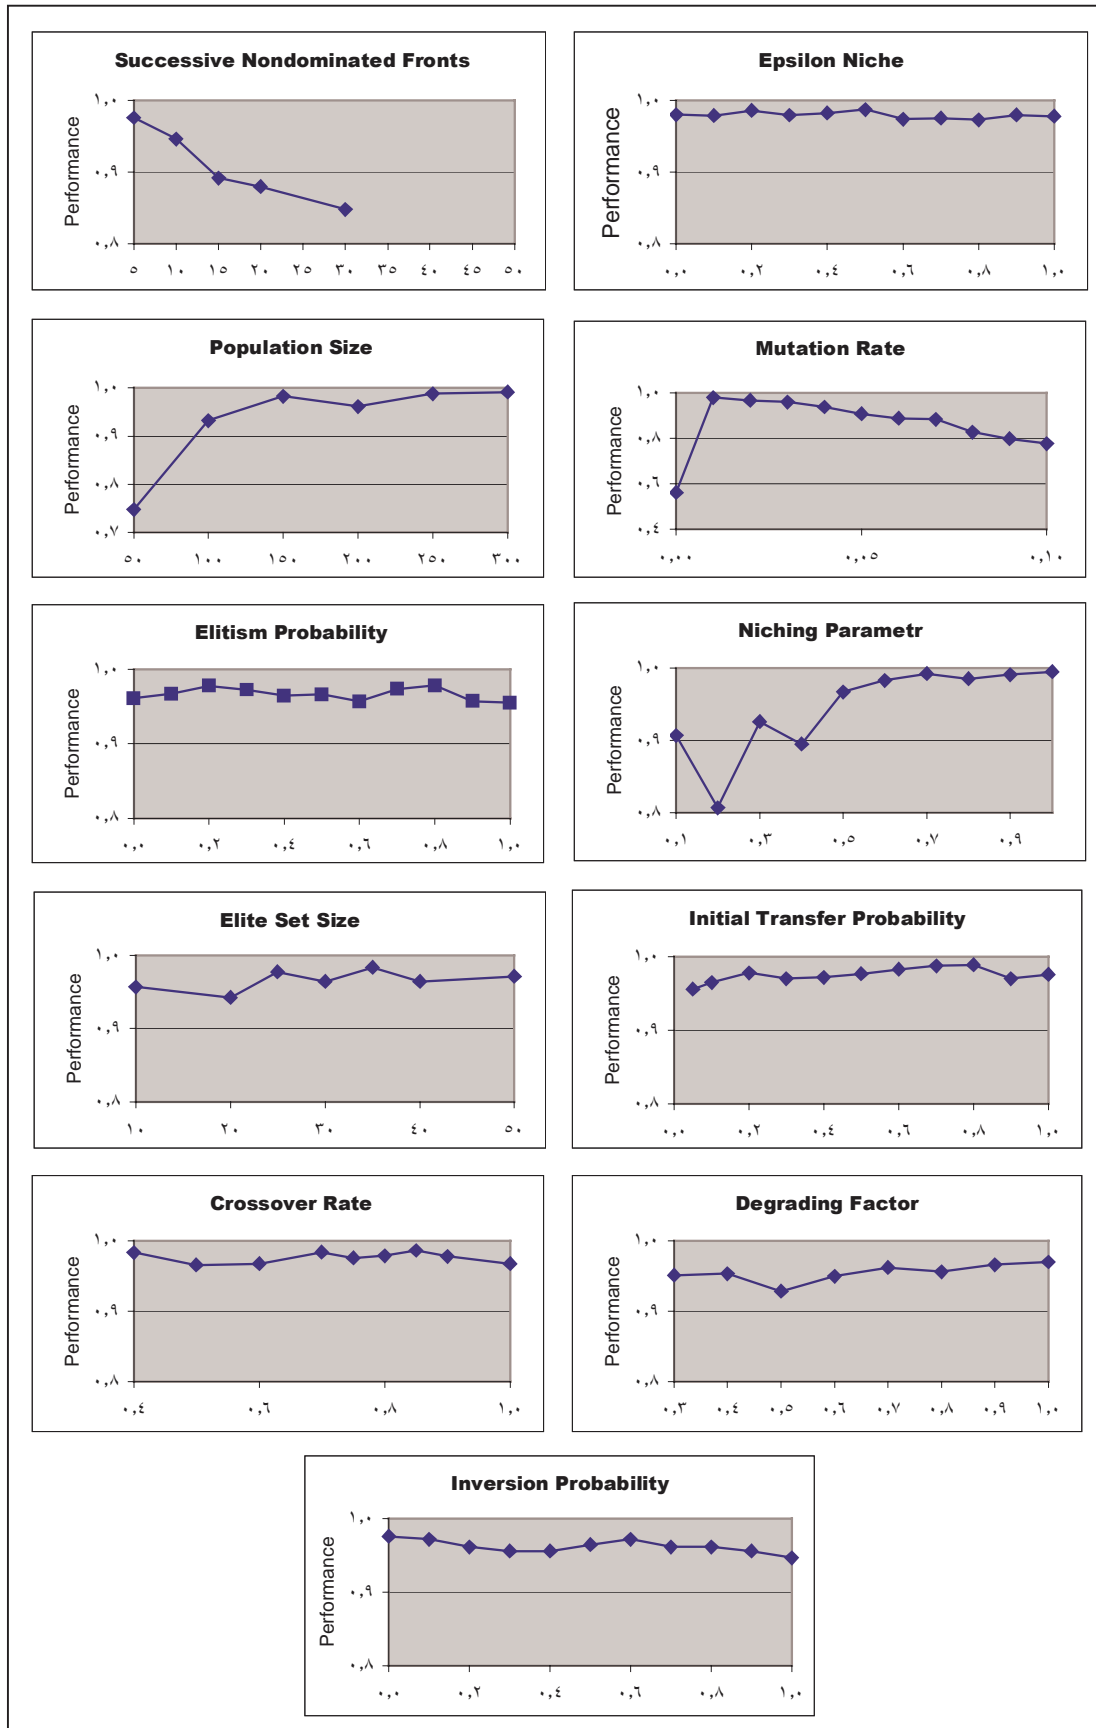 Successive Nondominated Fronts
Performance
١,٠
٠,٩
٠,٨
٥ ١٠ ١٥ ٢٠ ٢٥ ٣٠ ٣٥ ٤٠ ٤٥ ٥٠
Epsilon Niche
Performance
١,٠
٠,٩
٠,٨
٠,٠ ٠,٢ ٠,٤ ٠,٦ ٠,٨ ١,٠
Population Size
Performance
١,٠
٠,٩
٠,٨
٠,٧
٥٠ ١٠٠ ١٥٠ ٢٠٠ ٢٥٠ ٣٠٠
Mutation Rate
Performance
١,٠
٠,٨
٠,٦
٠,٤
٠,٠٠ ٠,٠٥ ٠,١٠
Elitism Probability
Performance
١,٠
٠,٩
٠,٨
٠,٠ ٠,٢ ٠,٤ ٠,٦ ٠,٨ ١,٠
Niching Parametr
Performance
١,٠
٠,٩
٠,٨
٠,١ ٠,٣ ٠,٥ ٠,٧ ٠,٩
Elite Set Size
Performance
١,٠
٠,٩
٠,٨
١٠ ٢٠ ٣٠ ٤٠ ٥٠
Initial Transfer Probability
Performance
١,٠
٠,٩
٠,٨
٠,٠ ٠,٢ ٠,٤ ٠,٦ ٠,٨ ١,٠
Crossover Rate
Performance
١,٠
٠,٩
٠,٨
٠,٤ ٠,٦ ٠,٨ ١,٠
Degrading Factor
Performance
١,٠
٠,٩
٠,٨
٠,٣ ٠,٤ ٠,٥ ٠,٦ ٠,٧ ٠,٨ ٠,٩ ١,٠
Inversion Probability
Performance
١,٠
٠,٩
٠,٨
٠,٠ ٠,٢ ٠,٤ ٠,٦ ٠,٨ ١,٠